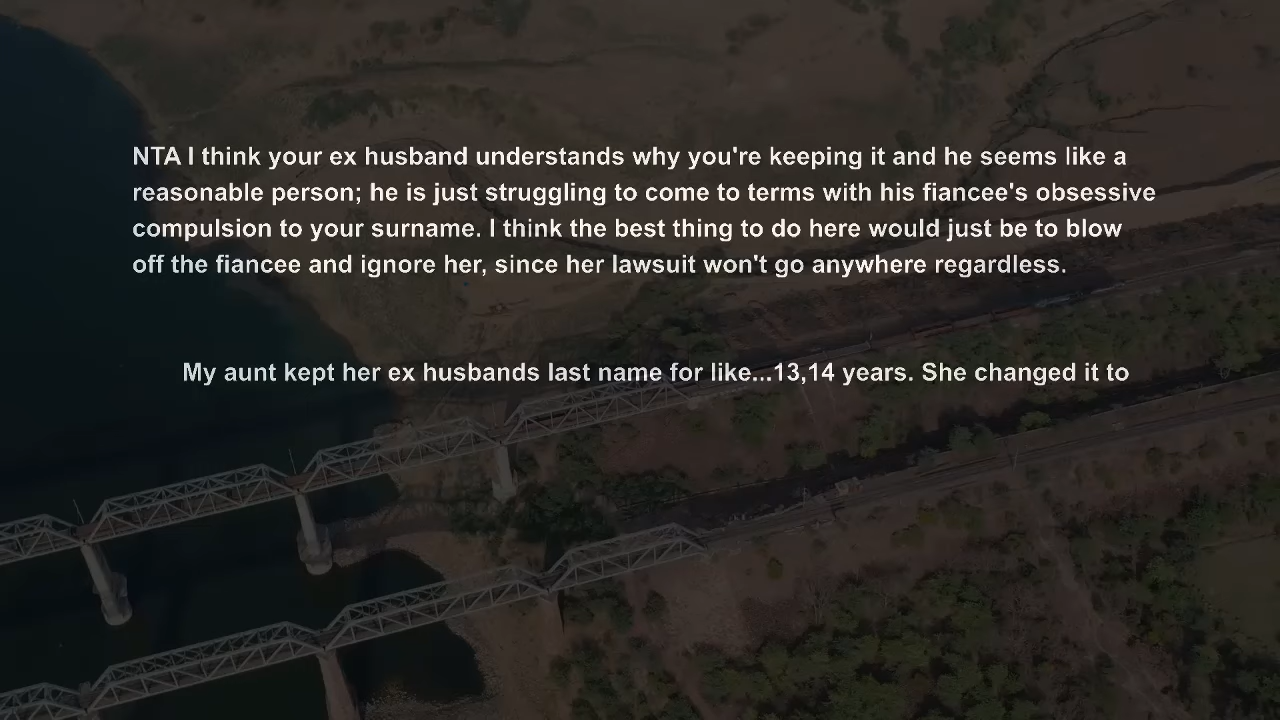 NTA I think your ex husband understands why you're keeping it and he seems like a
reasonable person; he is just struggling to come to terms with his fiancee's obsessive
compulsion to your surname. I think the best thing to do here would just be to blow
off the fiancee and ignore her, since her lawsuit won't go anywhere regardless.
My aunt kept her ex husbands last name for like...13,14 years. She changed it to